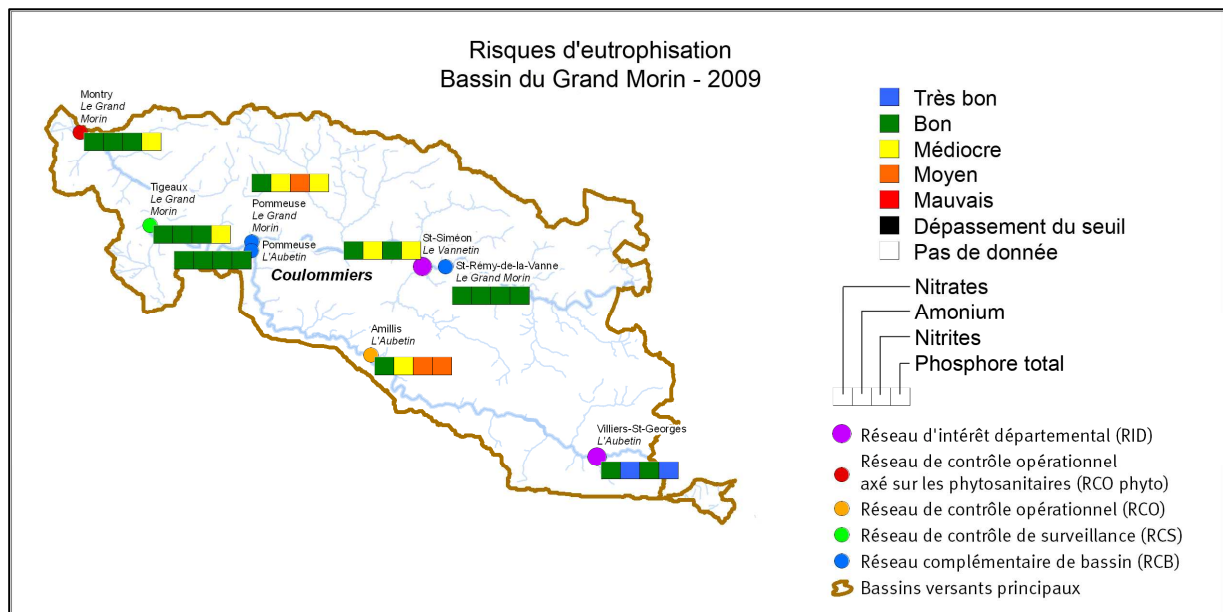 Risques d'eutrophisation
Bassin du Grand Morin - 2009
Montry
Le Grand
Morin
Tigeaux
Le Grand
Morin
Pommeuse
Le Grand
Morin
Pommeuse
L'Aubetin
Coulommiers
St-Siméon
Le Vannetin
St-Rémy-de-la-Vanne
Le Grand Morin
Amillis
L'Aubetin
Villiers-St-Georges
L'Aubetin
Très bon
Bon
Médiocre
Moyen
Mauvais
Dépassement du seuil
Pas de donnée
Nitrates
Amonium
Nitrites
Phosphore total
Réseau d'intérêt départemental (RID)
Réseau de contrôle opérationnel
axé sur les phytosanitaires (RCO phyto)
Réseau de contrôle opérationnel (RCO)
Réseau de contrôle de surveillance (RCS)
Réseau complémentaire de bassin (RCB)
Bassins versants principaux